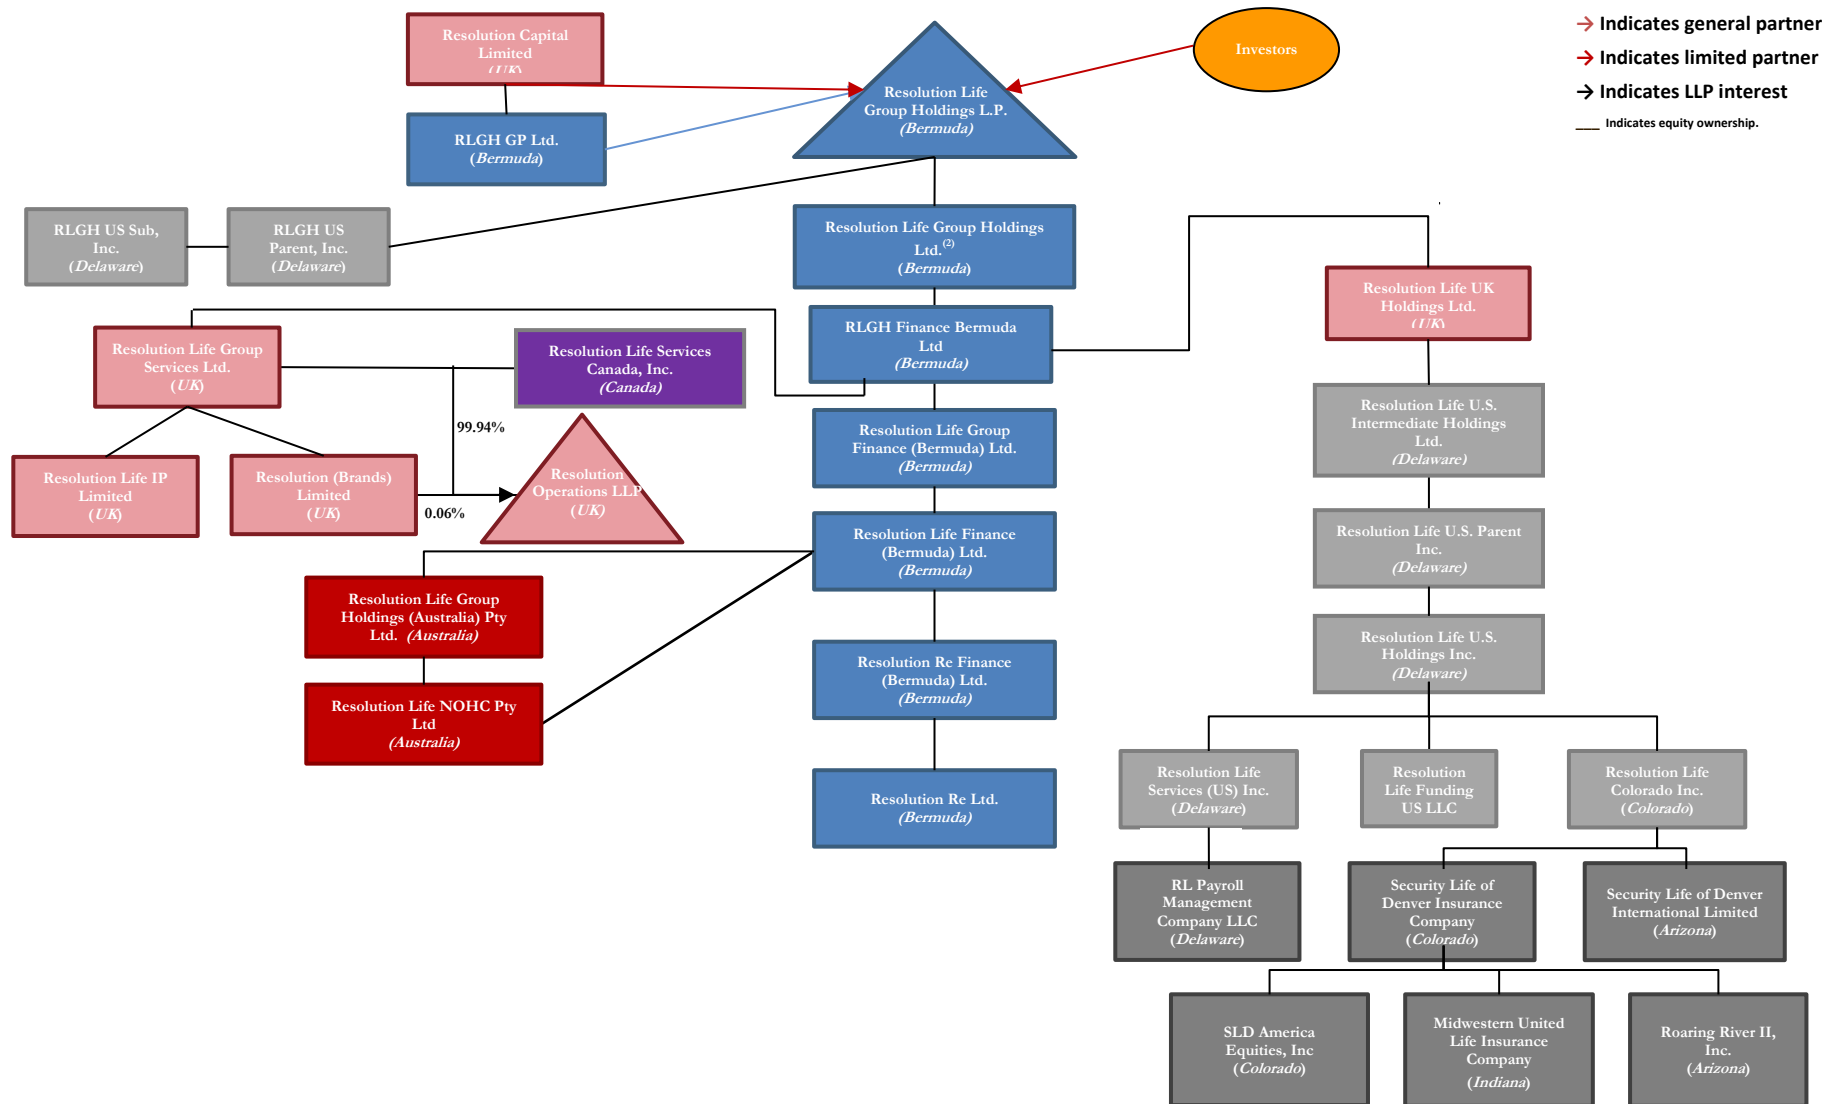 Resolution Capital
Limited
(UK)
Investors
→ Indicates general partner
→ Indicates limited partner
→ Indicates LLP interest
___ Indicates equity ownership.
Resolution Life
Group Holdings L.P.
(Bermuda)
RLGH GP Ltd.
(Bermuda)
RLGH US Sub,
Inc.
(Delaware)
RLGH US
Parent, Inc.
(Delaware)
Resolution Life Group Holdings
Ltd.(2)
(Bermuda)
Resolution Life UK
Holdings Ltd.
(UK)
Resolution Life Group
Services Ltd.
(UK)
Resolution Life Services
Canada, Inc.
(Canada)
RLGH Finance Bermuda
Ltd
(Bermuda)
Resolution Life U.S.
Intermediate Holdings
Ltd.
(Delaware)
99.94%
Resolution Life Group
Finance (Bermuda) Ltd.
(Bermuda)
Resolution Life IP
Limited
(UK)
Resolution (Brands)
Limited
(UK)
0.06%
Resolution
Operations LLP
(UK)
Resolution Life Finance
(Bermuda) Ltd.
(Bermuda)
Resolution Life U.S. Parent
Inc.
(Delaware)
Resolution Life Group
Holdings (Australia) Pty
Ltd. (Australia)
Resolution Re Finance
(Bermuda) Ltd.
(Bermuda)
Resolution Life U.S.
Holdings Inc.
(Delaware)
Resolution Life NOHC Pty
Ltd
(Australia)
Resolution Re Ltd.
(Bermuda)
Resolution Life
Services (US) Inc.
(Delaware)
Resolution
Life Funding
US LLC
Resolution Life
Colorado Inc.
(Colorado)
RL Payroll
Management
Company LLC
(Delaware)
Security Life of
Denver Insurance
Company
(Colorado)
Security Life of Denver
International Limited
(Arizona)
SLD America
Equities, Inc
(Colorado)
Midwestern United
Life Insurance
Company
(Indiana)
Roaring River II,
Inc.
(Arizona)